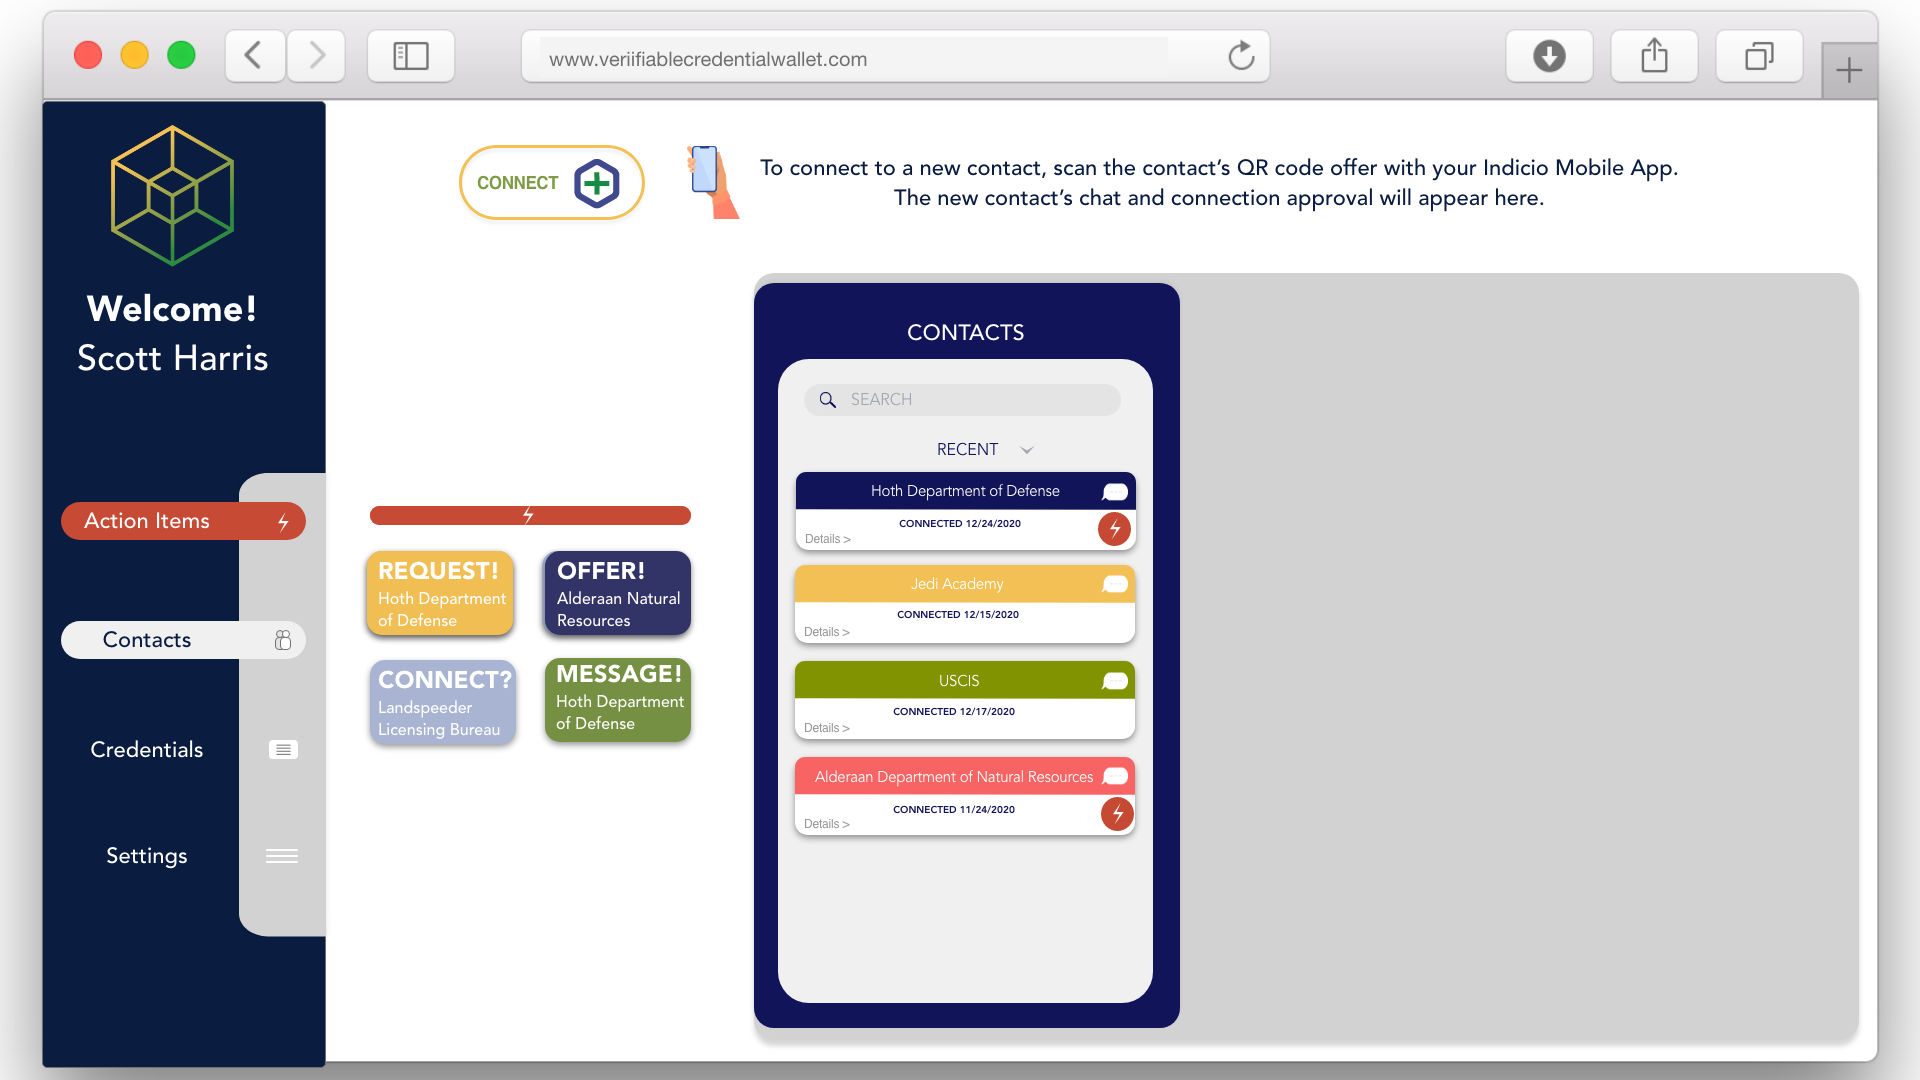 www.veriifiablecredentialwallet.com
Welcome!
Scott Harris
Action Items
Contacts
Credentials
Settings
CONNECT
To connect to a new contact, scan the contact’s QR code offer with your Indicio Mobile App.
The new contact’s chat and connection approval will appear here.
REQUEST!
Hoth Department
of Defense
OFFER!
Alderaan Natural
Resources
CONNECT?
Landspeeder
Licensing Bureau
MESSAGE!
Hoth Department
of Defense
CONTACTS
SEARCH
RECENT
Hoth Department of Defense
CONNECTED 12/24/2020
Details >
Jedi Academy
CONNECTED 12/15/2020
Details >
USCIS
CONNECTED 12/17/2020
Details >
Alderaan Department of Natural Resources
CONNECTED 11/24/2020
Details >